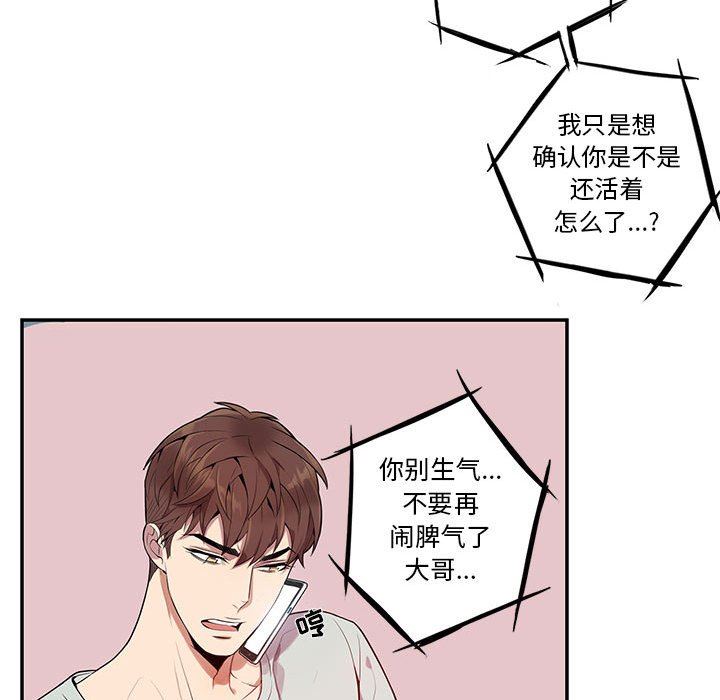 我只是想
确认你是不是
还活着
怎么了...?
你别生气...
不要再
闹脾气了
大哥...
哼